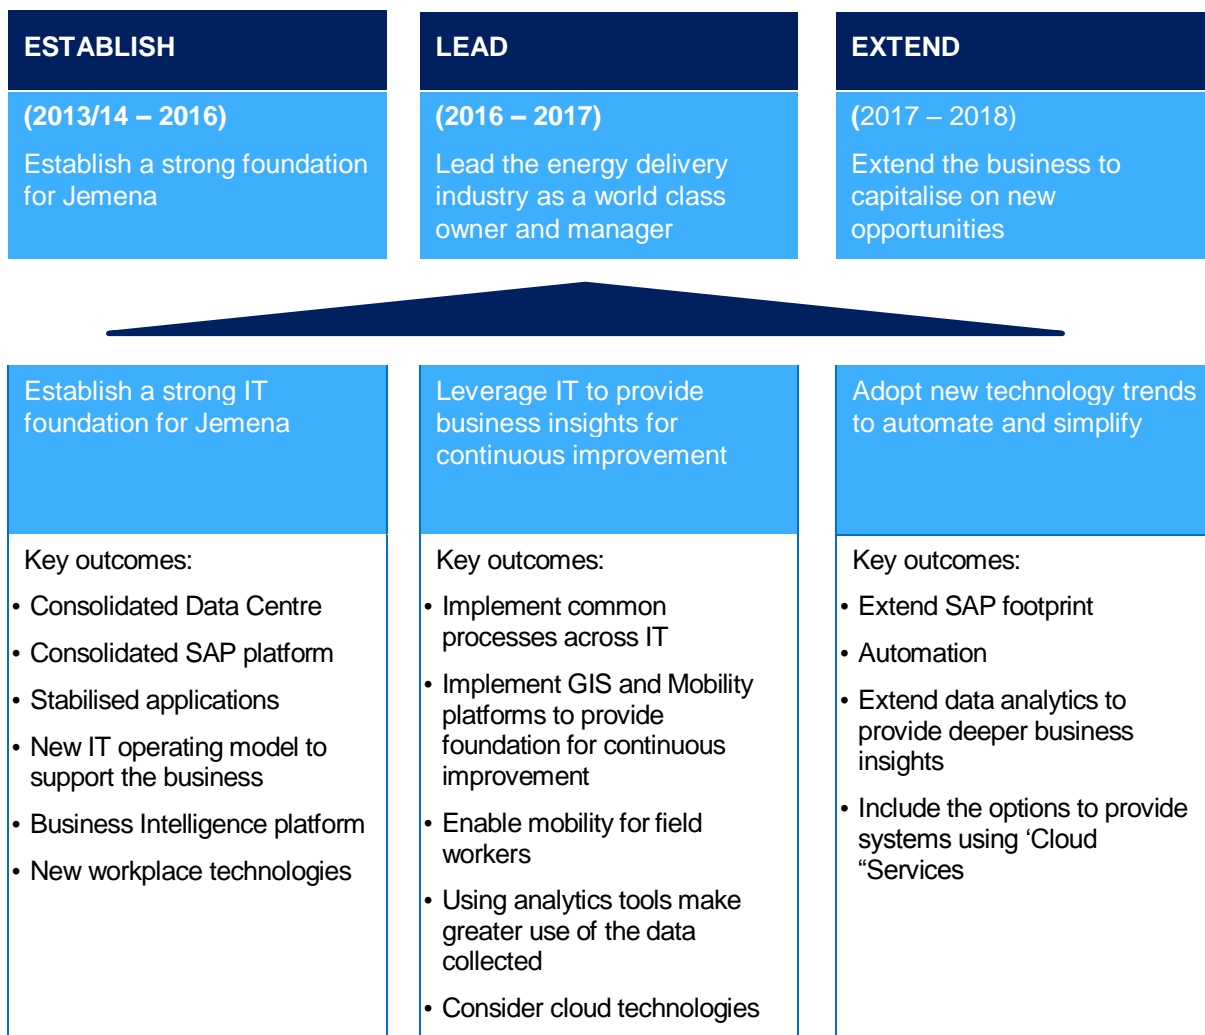 ESTABLISH
(2013/14 – 2016)
Establish a strong foundation
for Jemena
LEAD
(2016 – 2017)
Lead the energy delivery
industry as a world class
owner and manager
EXTEND
(2017 – 2018)
Extend the business to
capitalise on new
opportunities
Establish a strong IT
foundation for Jemena
Key outcomes:
• Consolidated Data Centre
• Consolidated SAP platform
• Stabilised applications
• New IT operating model to
support the business
• Business Intelligence platform
• New workplace technologies
Leverage IT to provide
business insights for
continuous improvement
Key outcomes:
• Implement common
processes across IT
• Implement GIS and Mobility
platforms to provide
foundation for continuous
improvement
• Enable mobility for field
workers
• Using analytics tools make
greater use of the data
collected
• Consider cloud technologies
Adopt new technology trends
to automate and simplify
Key outcomes:
• Extend SAP footprint
• Automation
• Extend data analytics to
provide deeper business
insights
• Include the options to provide
systems using ‘Cloud
“Services